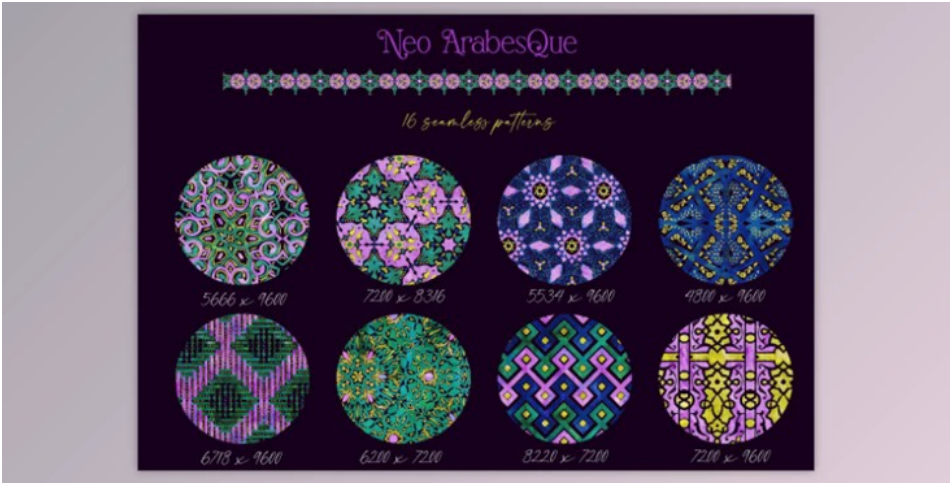 Neo ArabesQue
16 seamless patterns
5666 x 9600
7200 x 8316
5534 x 9600
4800 x 9600
6718 x 9600
6200 x 7200
8220 x 7200
7200 x 9600